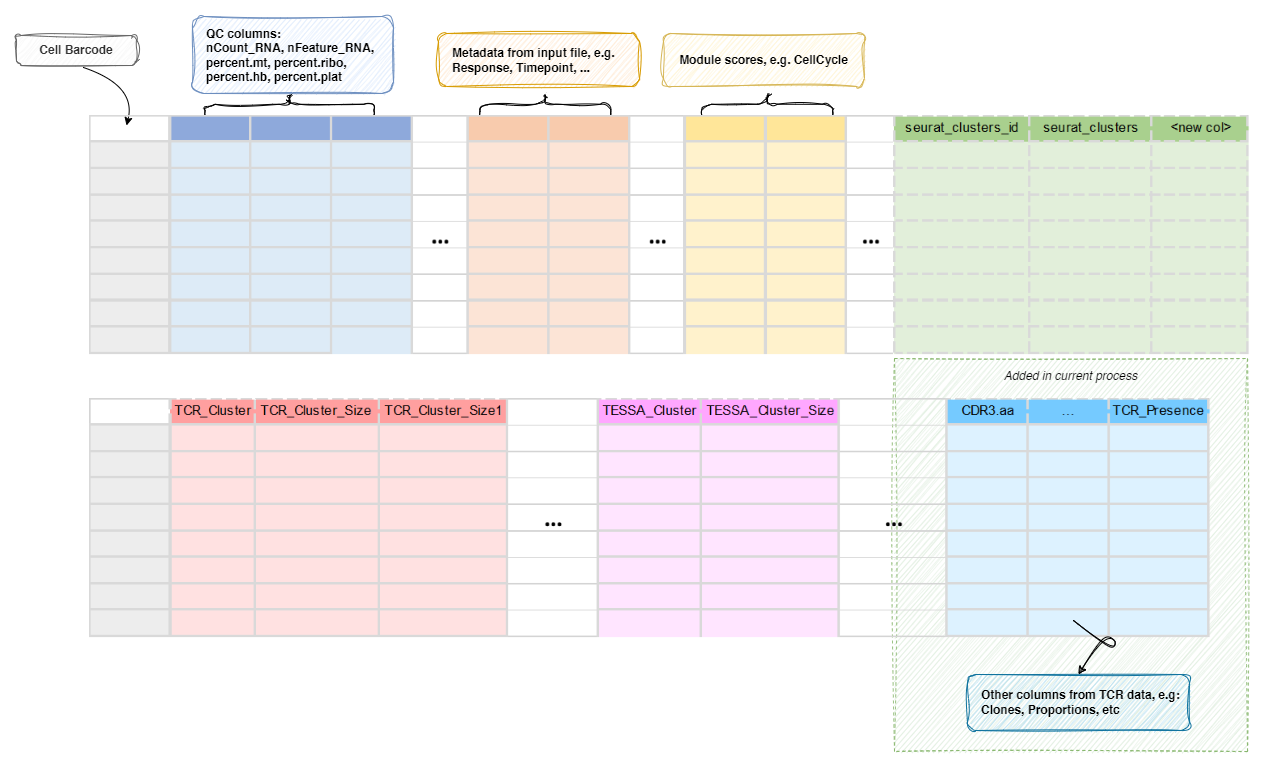 Cell Barcode
QC columns:
nCount_RNA, nFeature_RNA,
percent.mt, percent.ribo,
percent.hb, percent.plat
Metadata from input file, e.g.
Response, Timepoint, ...
Module scores, e.g. CellCycle
seurat_clusters_id seurat_clusters <new col>
... ... ...
Added in current process
TCR_Cluster TCR_Cluster_Size TCR_Cluster_Size1 TESSA_Cluster TESSA_Cluster_Size CDR3.aa ... TCR_Presence
... ...
Other columns from TCR data, e.g:
Clones, Proportions, etc